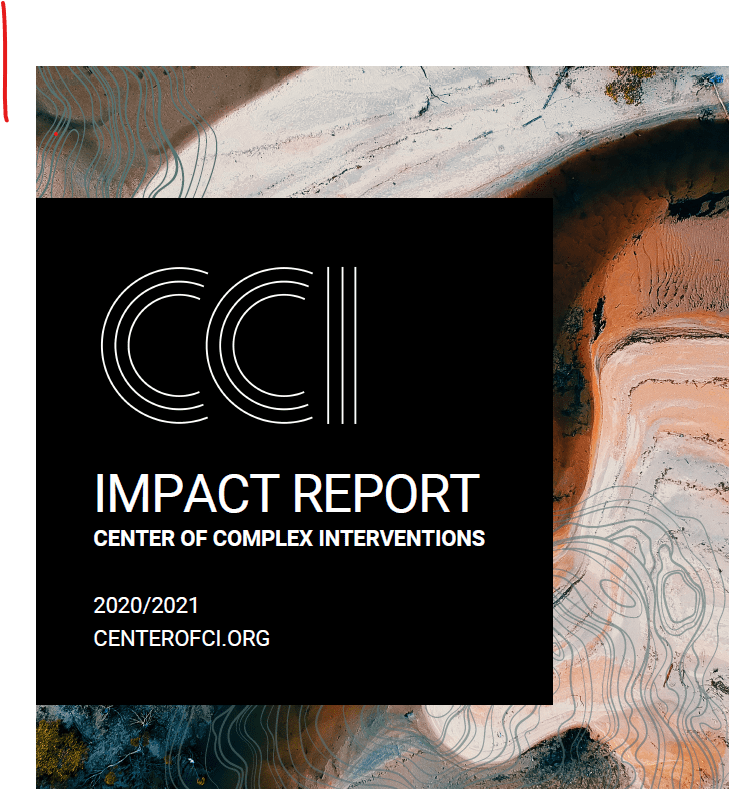 CCI
IMPACT REPORT
CENTER OF COMPLEX INTERVENTIONS
2020/2021
CENTEROFCI.ORG